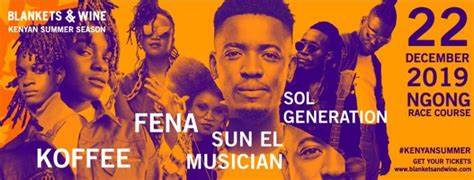 BLANKETS & WINE
KENYAN SUMMER SEASON
KOFFEE
FENA
SUN EL
MUSICIAN
SOL
GENERATION
22
DECEMBER
2019
NGONG
RACE COURSE
#KENYANSUMMER
GET YOUR TICKETS
www.blanketsandwine.com